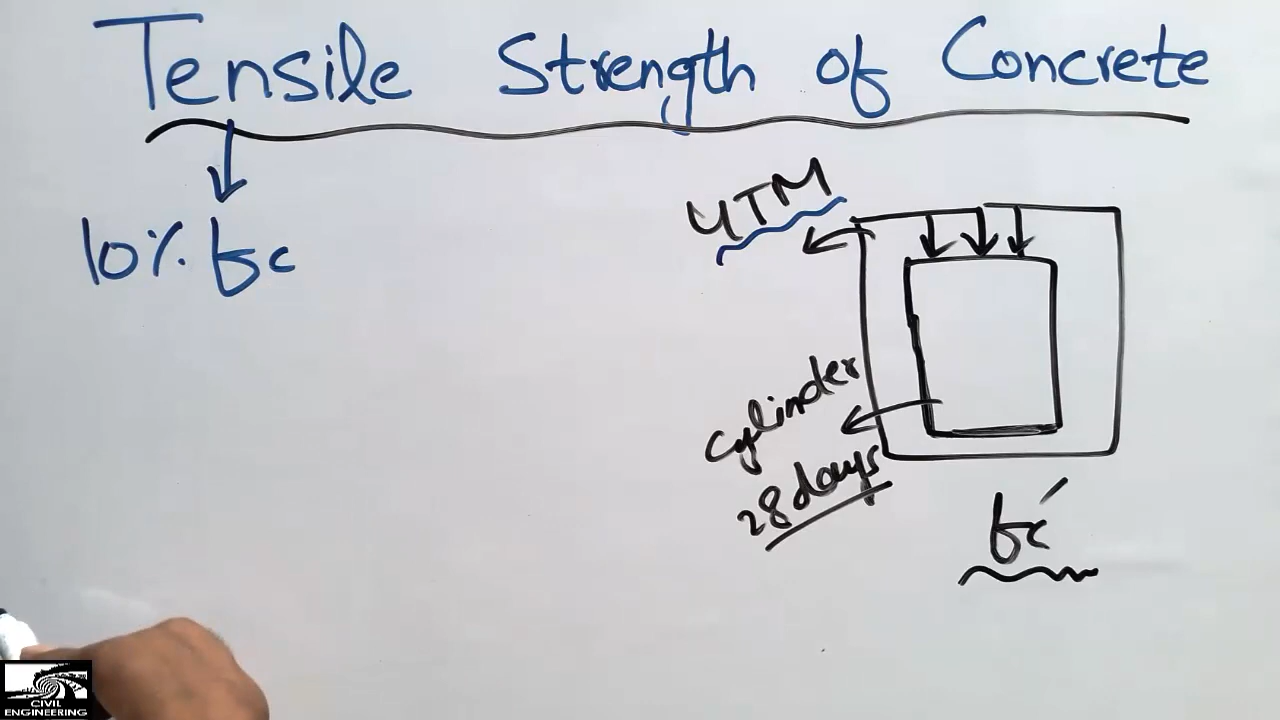 Tensile Strength of Concrete
10% fc
UTM
Cylinder
28 days
fc'
CIVIL
ENGINEERING